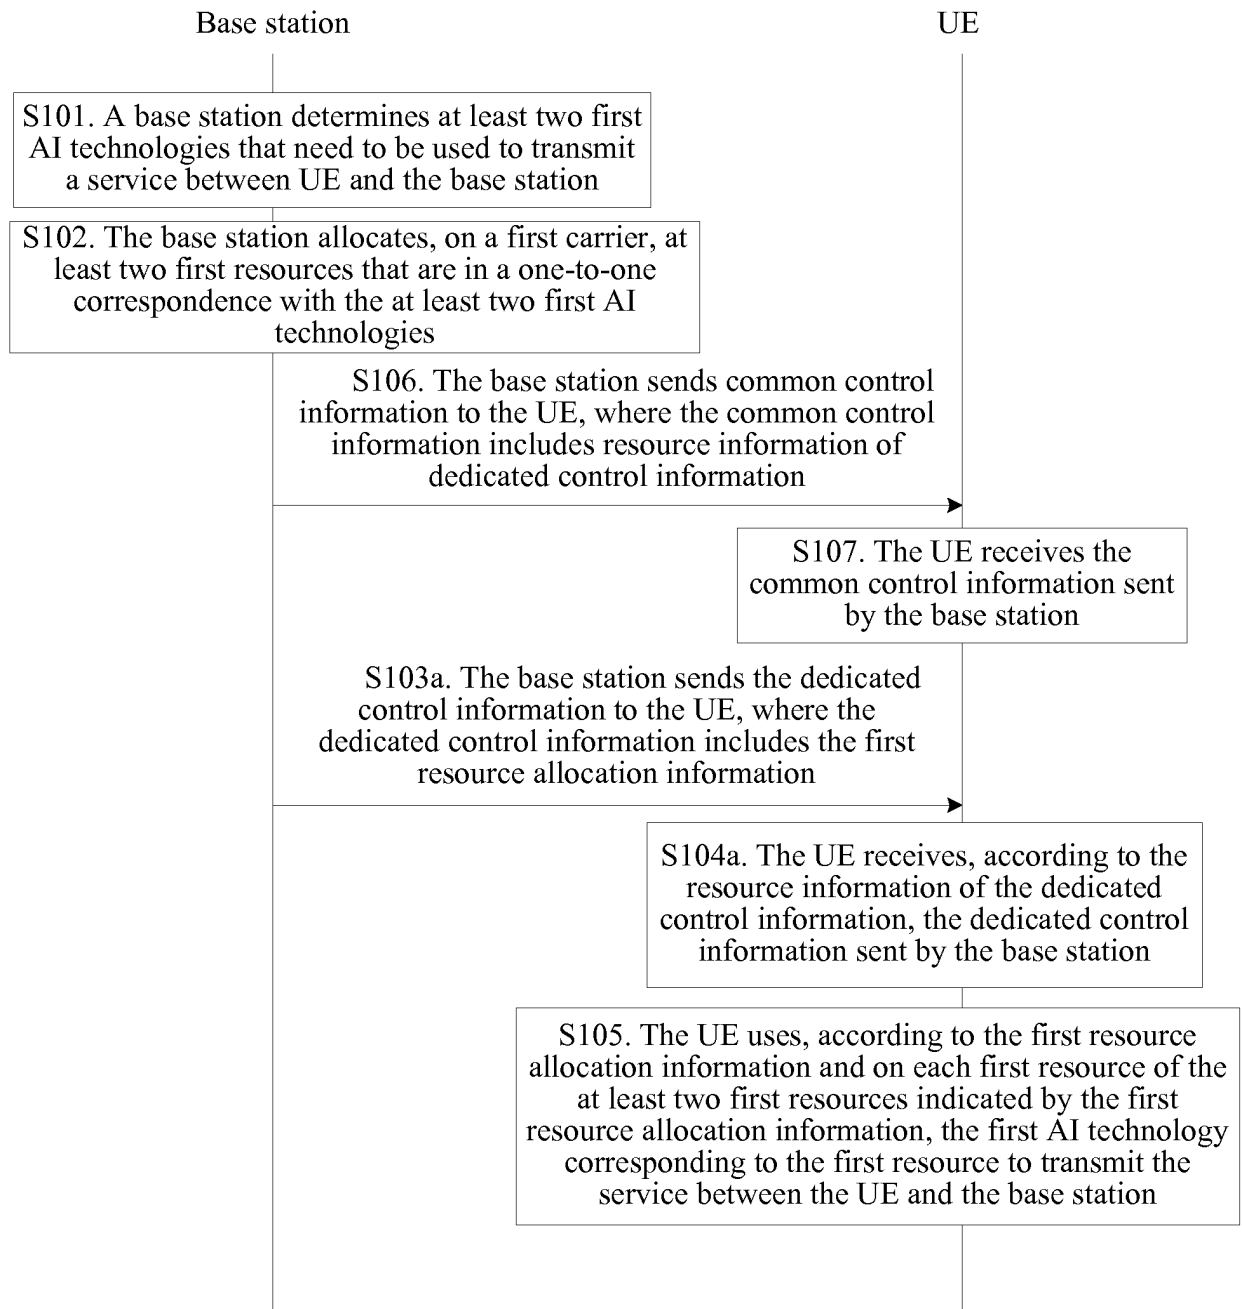 Base station
UE
S101. A base station determines at least two first
AI technologies that need to be used to transmit
a service between UE and the base station
S102. The base station allocates, on a first carrier, at
least two first resources that are in a one-to-one
correspondence with the at least two first AI
technologies
S106. The base station sends common control
information to the UE, where the common control
information includes resource information of
dedicated control information
S107. The UE receives the
common control information sent
by the base station
S103a. The base station sends the dedicated
control information to the UE, where the
dedicated control information includes the first
resource allocation information
S104a. The UE receives, according to the
resource information of the dedicated
control information, the dedicated control
information sent by the base station
S105. The UE uses, according to the first resource
allocation information and on each first resource of the
at least two first resources indicated by the first
resource allocation information, the first AI technology
corresponding to the first resource to transmit the
service between the UE and the base station